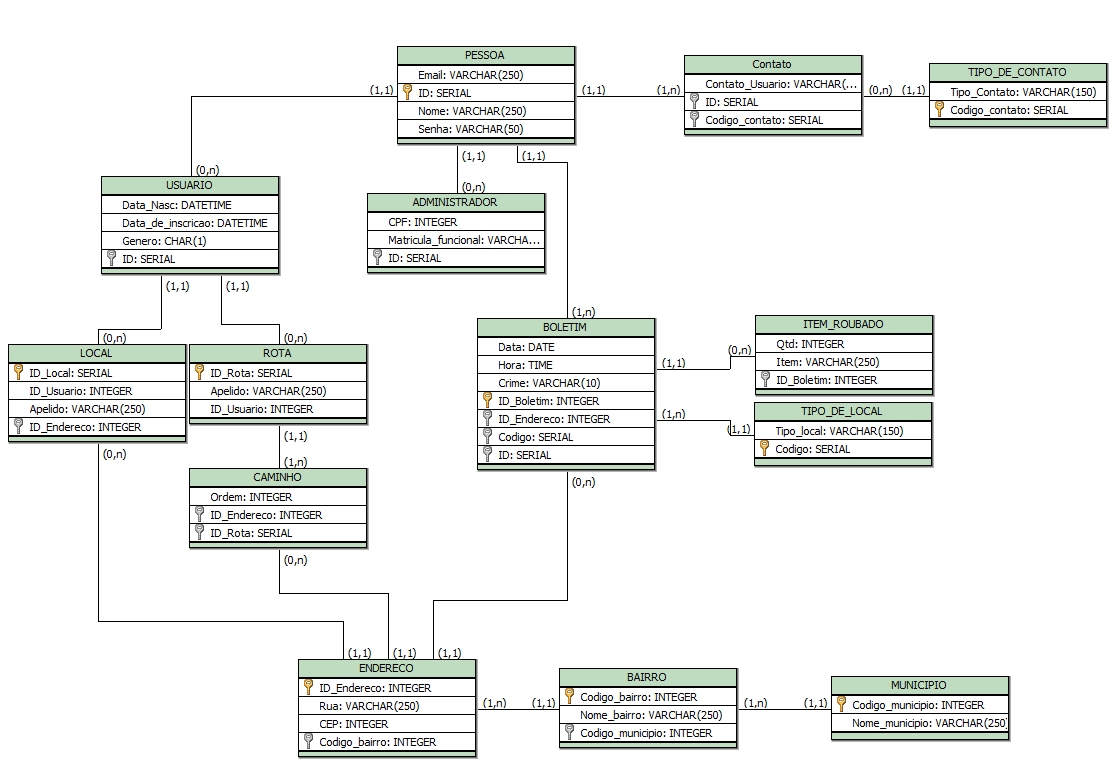 PESSOA
Email: VARCHAR(250)
ID: SERIAL
Nome: VARCHAR(250)
Senha: VARCHAR(50)
(1,1)
(1,1)
(1,n)
Contato
Contato_Usuario: VARCHAR(...
ID: SERIAL
Codigo_contato: SERIAL
(0,n)
(1,1)
TIPO_DE_CONTATO
Tipo_Contato: VARCHAR(150)
Codigo_contato: SERIAL
(1,1)
(1,1)
(0,n)
(0,n)
USUARIO
Data_Nasc: DATETIME
Data_de_inscricao: DATETIME
Genero: CHAR(1)
ID: SERIAL
ADMINISTRADOR
CPF: INTEGER
Matricula_funcional: VARCHA...
ID: SERIAL
(1,1)
(1,1)
(0,n)
(0,n)
(1,n)
LOCAL
ID_Local: SERIAL
ID_Usuario: INTEGER
Apelido: VARCHAR(250)
ID_Endereco: INTEGER
(0,n)
ROTA
ID_Rota: SERIAL
Apelido: VARCHAR(250)
ID_Usuario: INTEGER
(1,1)
(1,n)
CAMINHO
Ordem: INTEGER
ID_Endereco: INTEGER
ID_Rota: SERIAL
(0,n)
BOLETIM
Data: DATE
Hora: TIME
Crime: VARCHAR(10)
ID_Boletim: INTEGER
ID_Endereco: INTEGER
Codigo: SERIAL
ID: SERIAL
(0,n)
(1,1)
(0,n)
ITEM_ROUBADO
Qtd: INTEGER
Item: VARCHAR(250)
ID_Boletim: INTEGER
(1,n)
(1,1)
TIPO_DE_LOCAL
Tipo_local: VARCHAR(150)
Codigo: SERIAL
(1,1)
(1,1)
(1,1)
ENDERECO
ID_Endereco: INTEGER
Rua: VARCHAR(250)
CEP: INTEGER
Codigo_bairro: INTEGER
(1,n)
(1,1)
BAIRRO
Codigo_bairro: INTEGER
Nome_bairro: VARCHAR(250)
Codigo_municipio: INTEGER
(1,n)
(1,1)
MUNICIPIO
Codigo_municipio: INTEGER
Nome_municipio: VARCHAR(250)